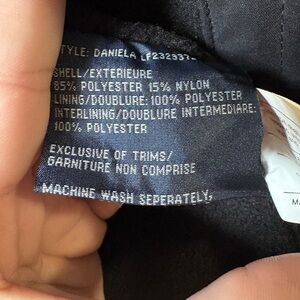 STYLE: DANIELA
SHELL/EXTERIEURE
85% POLYESTER 15% NYLON
LINING/DOUBLURE: 100% POLYESTER
INTERLINING/DOUBLURE INTERMEDIARE:
100% POLYESTER
EXCLUSIVE OF TRIMS/
GARNITURE NON COMPRISE
MACHINE WASH SEPERATELY,